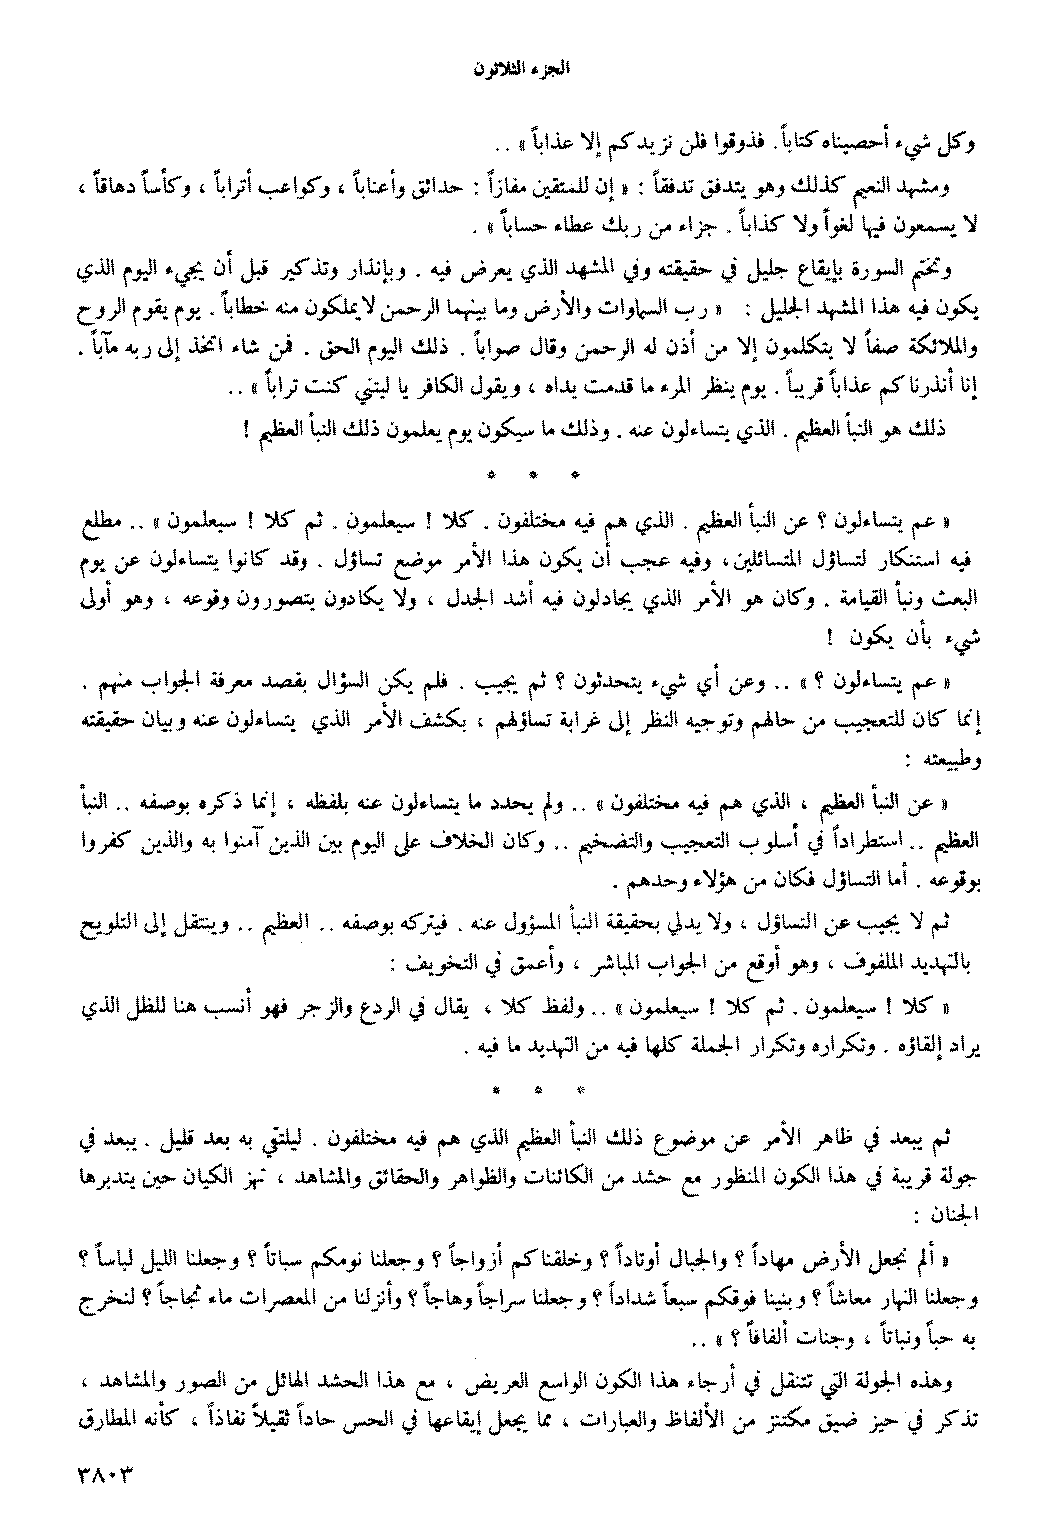 الجزء الثلاثون
وكل شيء أحصيناه كتاباً. فذوقوا فلن نزيدكم إلا عذاباً » ..
ومشهد النعيم كذلك وهو يتدفق تدفقاً : « إن للمتقين مفازاً : حدائق وأعناباً ، وكواعب أتراباً ، وكأساً دهاقاً ،
لا يسمعون فيها لغواً ولا كذاباً . جزاء من ربك عطاء حساباً » .
وتختم السورة بإيقاع جليل في حقيقته وفي المشهد الذي يعرض فيه . وبإنذار وتذكير قبل أن يجيء اليوم الذي
يكون فيه هذا المشهد الجليل : « رب السماوات والأرض وما بينهما الرحمن لايملكون منه خطاباً . يوم يقوم الروح
والملائكة صفاً لا يتكلمون إلا من أذن له الرحمن وقال صواباً . ذلك اليوم الحق . فمن شاء اتخذ إلى ربه مآباً .
إنا أنذرناكم عذاباً قريباً . يوم ينظر المرء ما قدمت يداه ، ويقول الكافر يا ليتني كنت تراباً » ..
ذلك هو النبأ العظيم . الذي يتساءلون عنه . وذلك ما سيكون يوم يعلمون ذلك النبأ العظيم !
* * *
« عم يتساءلون ؟ عن النبأ العظيم . الذي هم فيه مختلفون . كلا ! سيعلمون . ثم كلا ! سيعلمون » .. مطلع
فيه استنكار لتساؤل المتسائلين، وفيه عجب أن يكون هذا الأمر موضع تساؤل . وقد كانوا يتساءلون عن يوم
البعث ونبأ القيامة . وكان هو الأمر الذي يجادلون فيه أشد الجدل ، ولا يكادون يتصورون وقوعه ، وهو أولى
شيء بأن يكون !
« عم يتساءلون ؟ » .. وعن أي شيء يتحدثون ؟ ثم يجيب . فلم يكن السؤال بقصد معرفة الجواب منهم .
إنما كان للتعجيب من حالهم وتوجيه النظر إلى غرابة تساؤلهم ، بكشف الأمر الذي يتساءلون عنه وبيان حقيقته
وطبيعته :
« عن النبأ العظيم ، الذي هم فيه مختلفون » .. ولم يحدد ما يتساءلون عنه بلفظه ، إنما ذكره بوصفه .. النبأ
العظيم .. استطراداً في أسلوب التعجيب والتضخيم .. وكان الخلاف على اليوم بين الذين آمنوا به والذين كفروا
بوقوعه . أما التساؤل فكان من هؤلاء وحدهم .
ثم لا يجيب عن التساؤل ، ولا يدلي بحقيقة النبأ المسؤول عنه . فيتركه بوصفه .. العظيم .. وينتقل إلى التلويح
بالتهديد الملفوف ، وهو أوقع من الجواب المباشر ، وأعمق في التخويف :
« كلا ! سيعلمون . ثم كلا ! سيعلمون » .. ولفظ كلا ، يقال في الردع والزجر فهو أنسب هنا للظل الذي
يراد إلقاؤه . وتكراره وتكرار الجملة كلها فيه من التهديد ما فيه .
* * *
ثم يبعد في ظاهر الأمر عن موضوع ذلك النبأ العظيم الذي هم فيه مختلفون . ليلتقي به بعد قليل . يبعد في
جولة قريبة في هذا الكون المنظور مع حشد من الكائنات والظواهر والحقائق والمشاهد ، تهز الكيان حين يتدبرها
الجنان :
« ألم نجعل الأرض مهاداً ؟ والجبال أوتاداً ؟ وخلقناكم أزواجاً ؟ وجعلنا نومكم سباتاً ؟ وجعلنا الليل لباساً ؟
وجعلنا النهار معاشاً ؟ وبنينا فوقكم سبعاً شداداً ؟ وجعلنا سراجاً وهاجاً ؟ وأنزلنا من المعصرات ماء ثجاجاً ؟ لنخرج
به حباً ونباتاً ، وجنات ألفافاً ؟ » ..
وهذه الجولة التي تتنقل في أرجاء هذا الكون الواسع العريض ، مع هذا الحشد الهائل من الصور والمشاهد ،
تذكر في حيز ضيق مكتنز من الألفاظ والعبارات ، مما يجعل إيقاعها في الحس حاداً ثقيلاً نفاذاً ، كأنه المطارق
٣٨٠٣